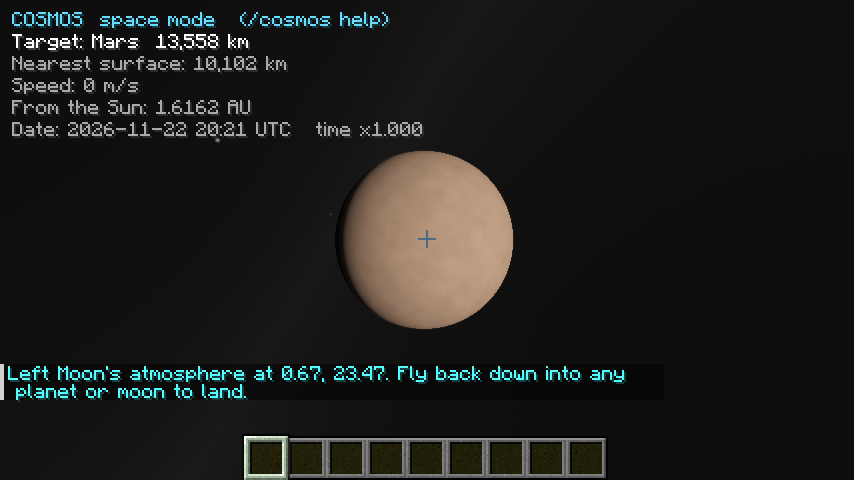 COSMOS space mode (/cosmos help)
Target: Mars 13,558 km
Nearest surface: 10,102 km
Speed: 0 m/s
From the Sun: 1.6162 AU
Date: 2026-11-22 20:21 UTC time x1.000
Left Moon's atmosphere at 0.67, 23.47. Fly back down into any
planet or moon to land.